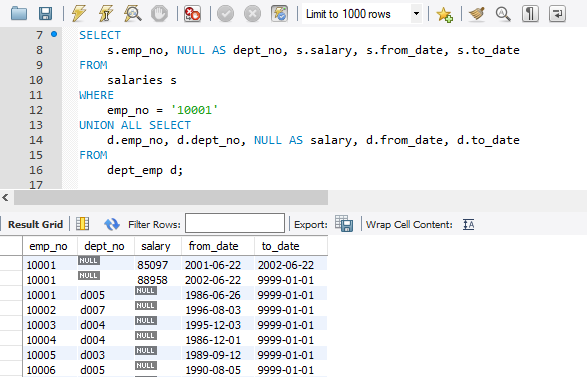 Limit to 1000 rows
7 SELECT
8 s.emp_no, NULL AS dept_no, s.salary, s.from_date, s.to_date
9 FROM
10 salaries s
11 WHERE
12 emp_no = '10001'
13 UNION ALL SELECT
14 d.emp_no, d.dept_no, NULL AS salary, d.from_date, d.to_date
15 FROM
16 dept_emp d;
17
Result Grid Filter Rows: Export: Wrap Cell Content: IA
emp_no dept_no salary from_date to_date
10001 NULL 85097 2001-06-22 2002-06-22
10001 NULL 88958 2002-06-22 9999-01-01
10001 d005 NULL 1986-06-26 9999-01-01
10002 d007 NULL 1996-08-03 9999-01-01
10003 d004 NULL 1995-12-03 9999-01-01
10004 d004 NULL 1986-12-01 9999-01-01
10005 d003 NULL 1989-09-12 9999-01-01
10006 d005 NULL 1990-08-05 9999-01-01